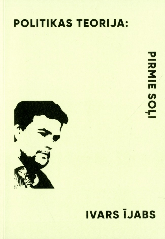 POLITIKAS TEORIJA:
PIRMIE SOĻI
IVARS ĪJABS